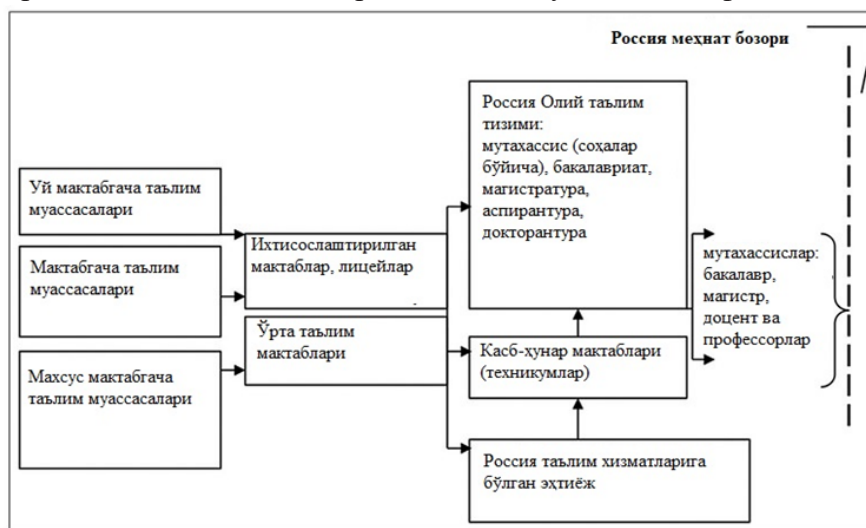 Россия меҳнат бозори
Россия Олий таълим
тизими:
мутахассис (соҳалар
бўйича), бакалавриат,
магистратура,
аспирантура,
докторантура
Уй мактабгача таълим
муассасалари
Мактабгача таълим
муассасалари
Махсус мактабгача
таълим муассасалари
Ихтисослаштирилган
мактаблар, лицейлар
Ўрта таълим
мактаблари
Касб-ҳунар мактаблари
(техникумлар)
Россия таълим хизматларига
бўлган эҳтиёж
мутахассислар:
бакалавр,
магистр,
доцент ва
профессорлар